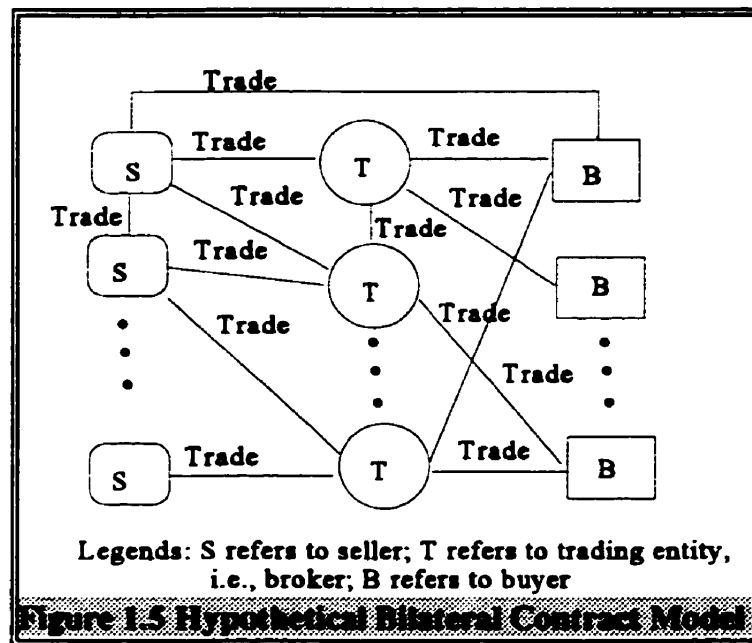 Trade
Trade Trade
S T B
Trade Trade
Trade Trade
Trade
S T B
Trade Trade
Trade
Trade Trade
S T B
Legends: S refers to seller; T refers to trading entity,
i.e., broker; B refers to buyer
Figure 1.5 Hypothetical Bilateral Contract Model